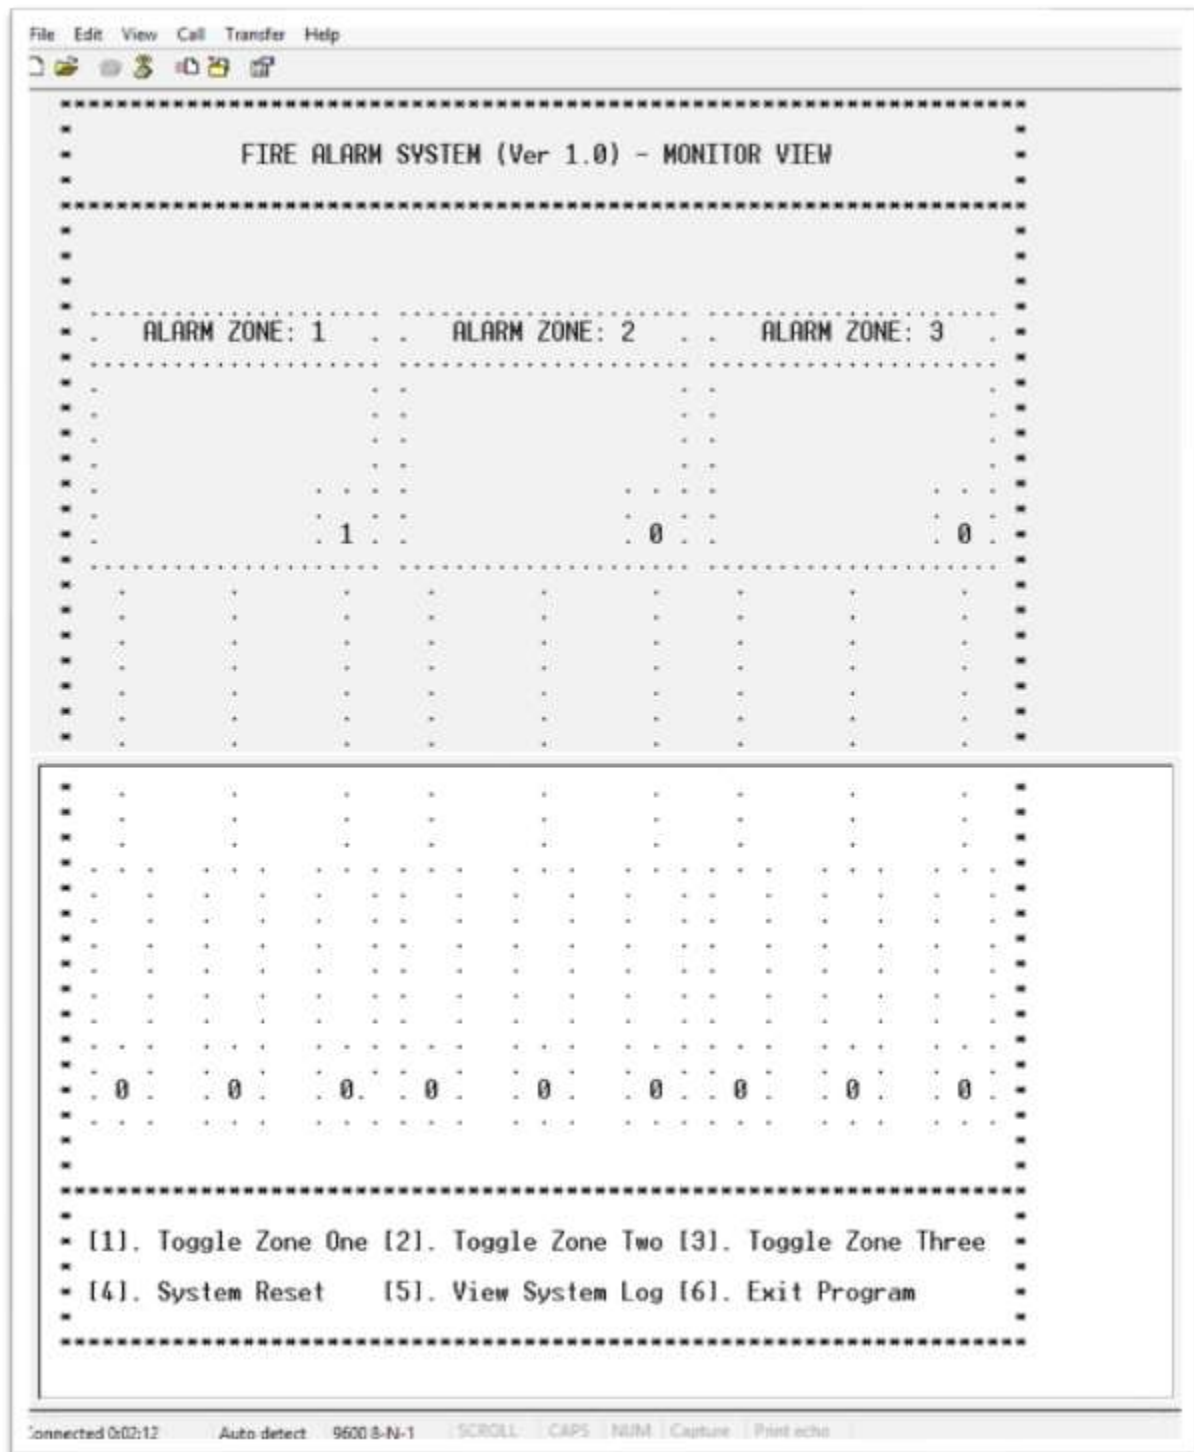 File Edit View Call Transfer Help
FIRE ALARM SYSTEM (Ver 1.0) - MONITOR VIEW
ALARM ZONE: 1 ALARM ZONE: 2 ALARM ZONE: 3
1 0 0
0 0 0 0 0 0 0 0 0
[1]. Toggle Zone One [2]. Toggle Zone Two [3]. Toggle Zone Three
[4]. System Reset [5]. View System Log [6]. Exit Program
Connected 0:02:12 Auto detect 9600 8-N-1 SCROLL CAPS NUM Capture Print echo